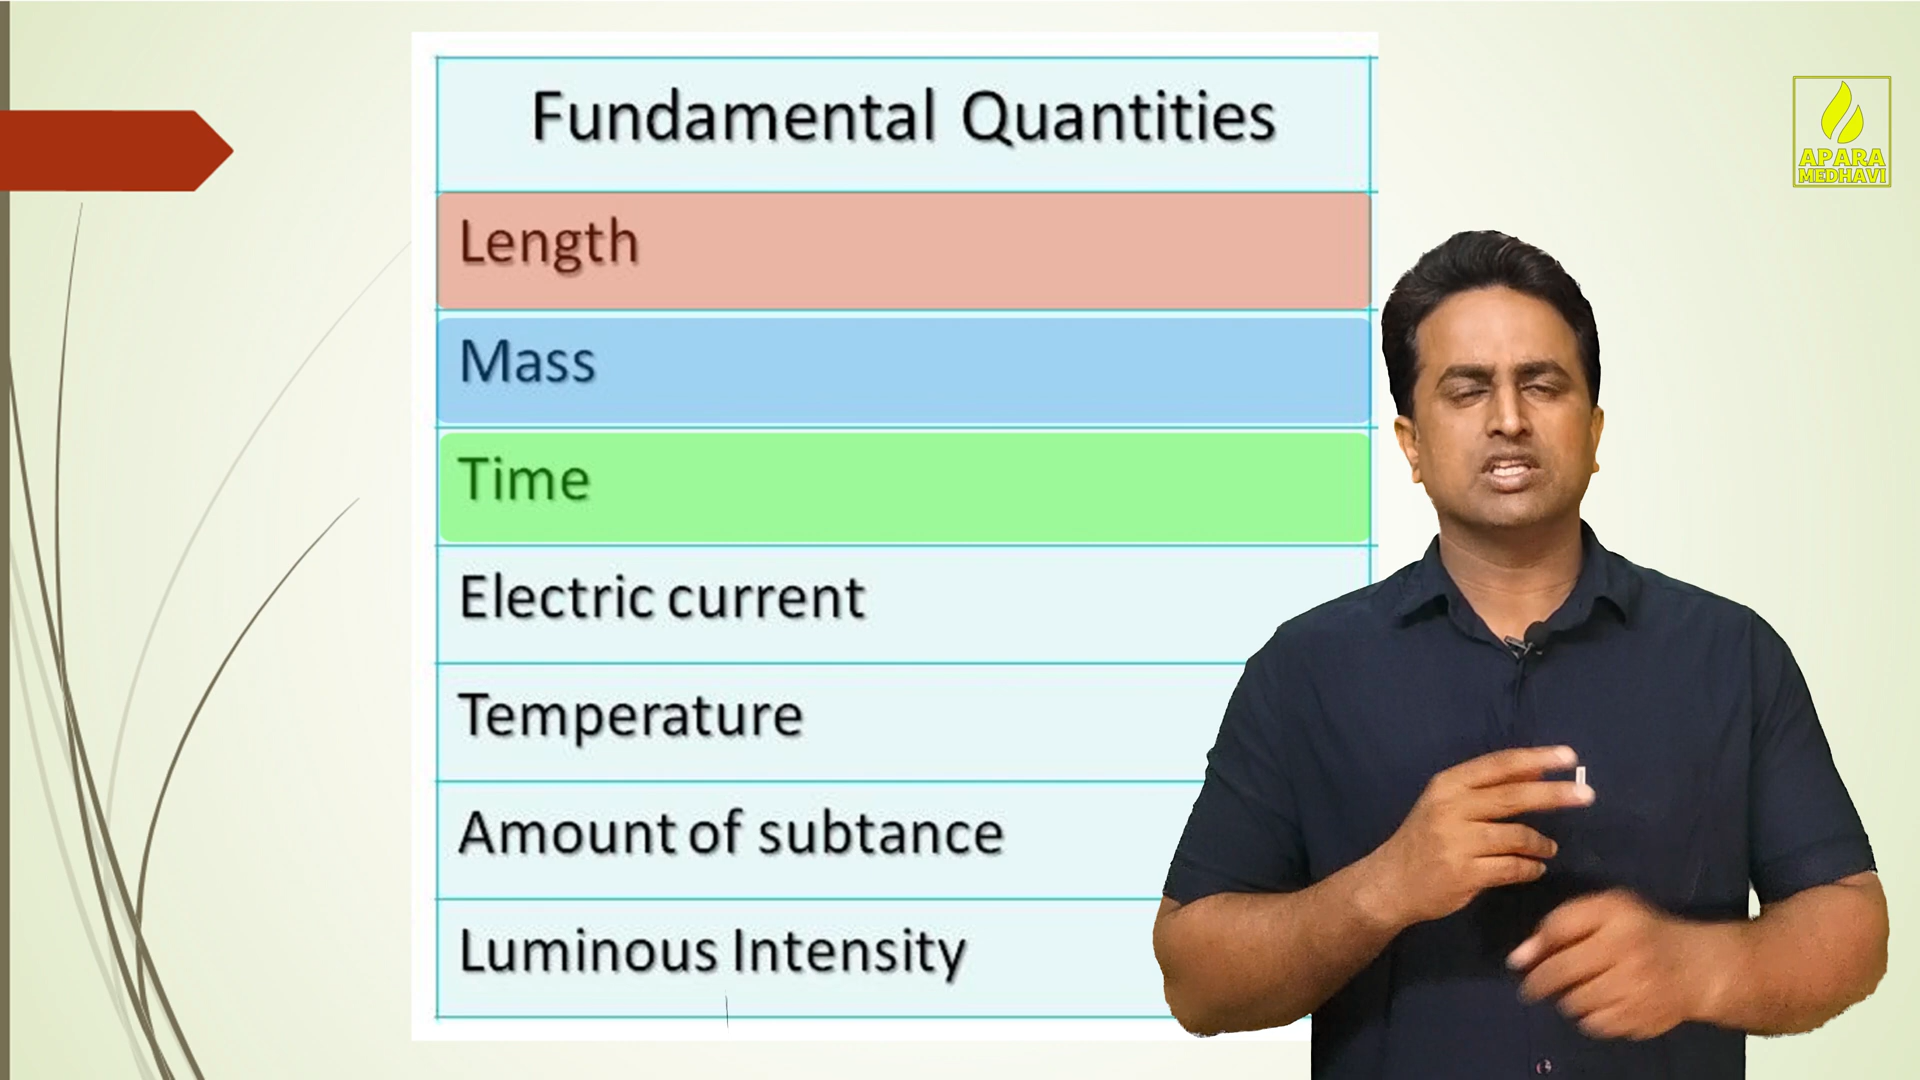 Fundamental Quantities
APARA
MEDHAVI
Length
Mass
Time
Electric current
Temperature
Amount of subtance
Luminous Intensity